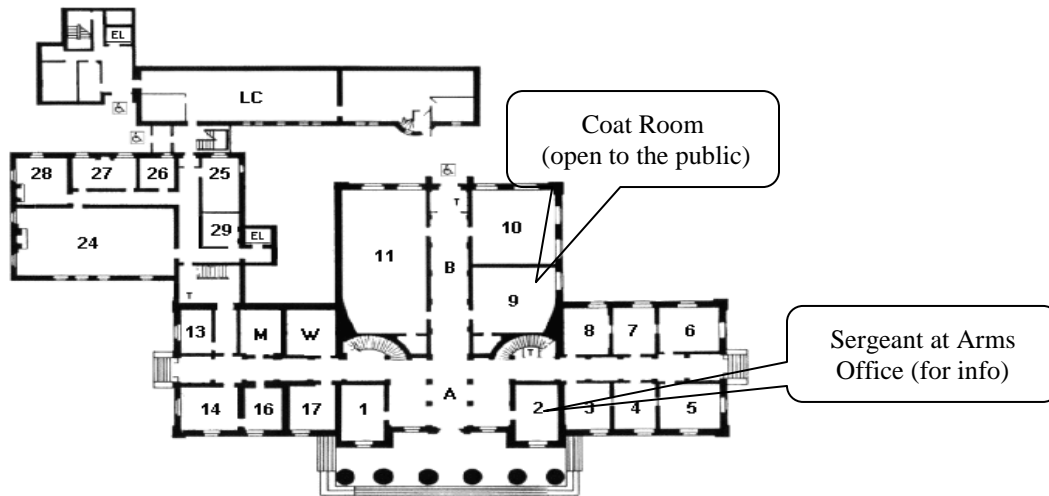 EL
LC
Coat Room
(open to the public)
28
27
26
25
T
10
24
29
EL
11
B
9
T
13
M
W
T
8
7
6
Sergeant at Arms
Office (for info)
14
16
17
1
A
2
3
4
5